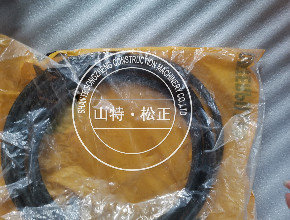 SHANTE SONGZHENG CONSTRUCTION MACHINERY CO.,LTD
山特·松正